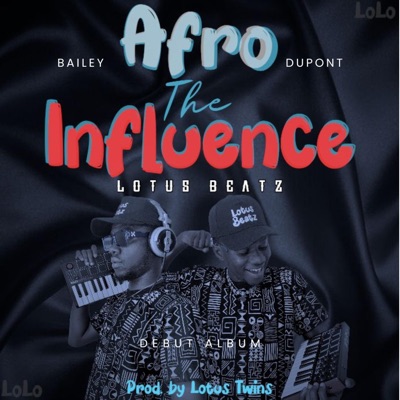 LoLo
Afro
BAILEY DUPONT
The
Influence
LOTUS BEATZ
Lotus
Beatz
DEBUT ALBUM
LoLo
LoLo
Prod. by Lotus Twins